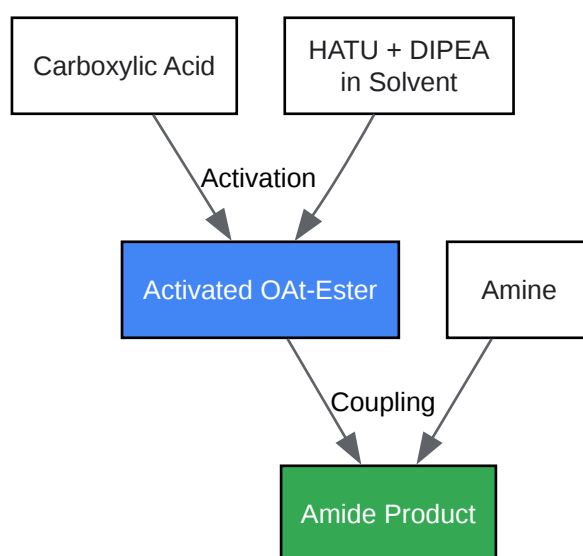 Carboxylic Acid
HATU + DIPEA
in Solvent
Activation
Activated OAt-Ester
Amine
Coupling
Amide Product